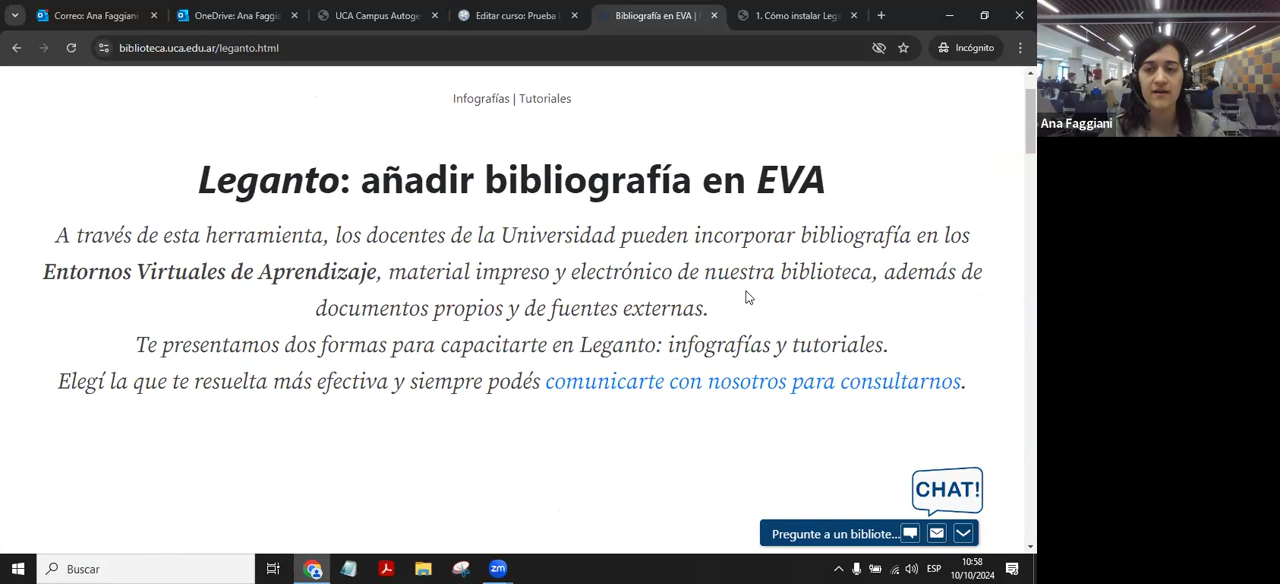 Correo: Ana Faggiani
OneDrive: Ana Faggia
UCA Campus Autoge
Editar curso: Prueba
Bibliografía en EVA |
1. Cómo instalar Leg
biblioteca.uca.edu.ar/leganto.html
Incógnito
Infografías | Tutoriales
Leganto: añadir bibliografía en EVA
A través de esta herramienta, los docentes de la Universidad pueden incorporar bibliografía en los
Entornos Virtuales de Aprendizaje, material impreso y electrónico de nuestra biblioteca, además de
documentos propios y de fuentes externas.
Te presentamos dos formas para capacitarte en Leganto: infografías y tutoriales.
Elegí la que te resuelta más efectiva y siempre podés comunicarte con nosotros para consultarnos.
CHAT!
Pregunte a un bibliote...
Ana Faggiani
Buscar
zm
ESP
10:58
10/10/2024